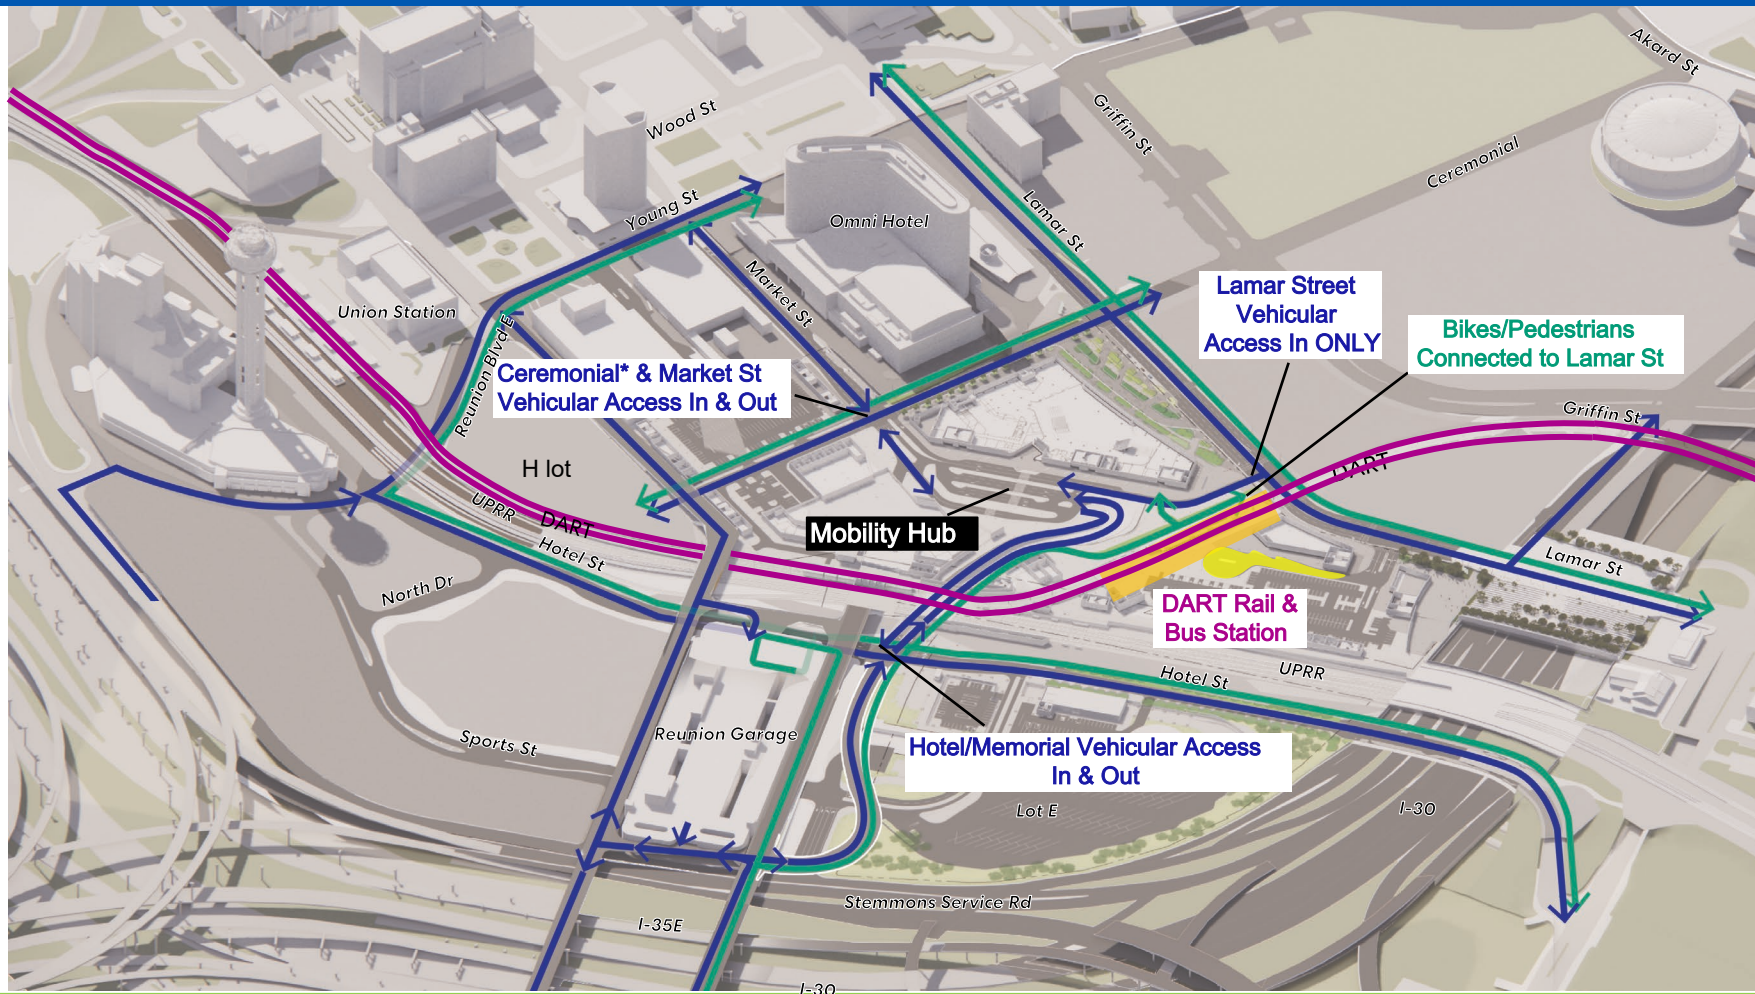 Akard St
Griffin St
Wood St
Ceremonial
Young St
Omni Hotel
Lamar St
Market St
Union Station
Reunion Blvd E
Lamar Street
Vehicular
Access In ONLY
Bikes/Pedestrians
Connected to Lamar St
Ceremonial* & Market St
Vehicular Access In & Out
Griffin St
H lot
DART
UPRR
DART
Mobility Hub
Hotel St
Lamar St
North Dr
DART Rail &
Bus Station
UPRR
Hotel St
Sports St
Reunion Garage
Hotel/Memorial Vehicular Access
In & Out
Lot E
I-30
Stemmons Service Rd
I-35E
I-30